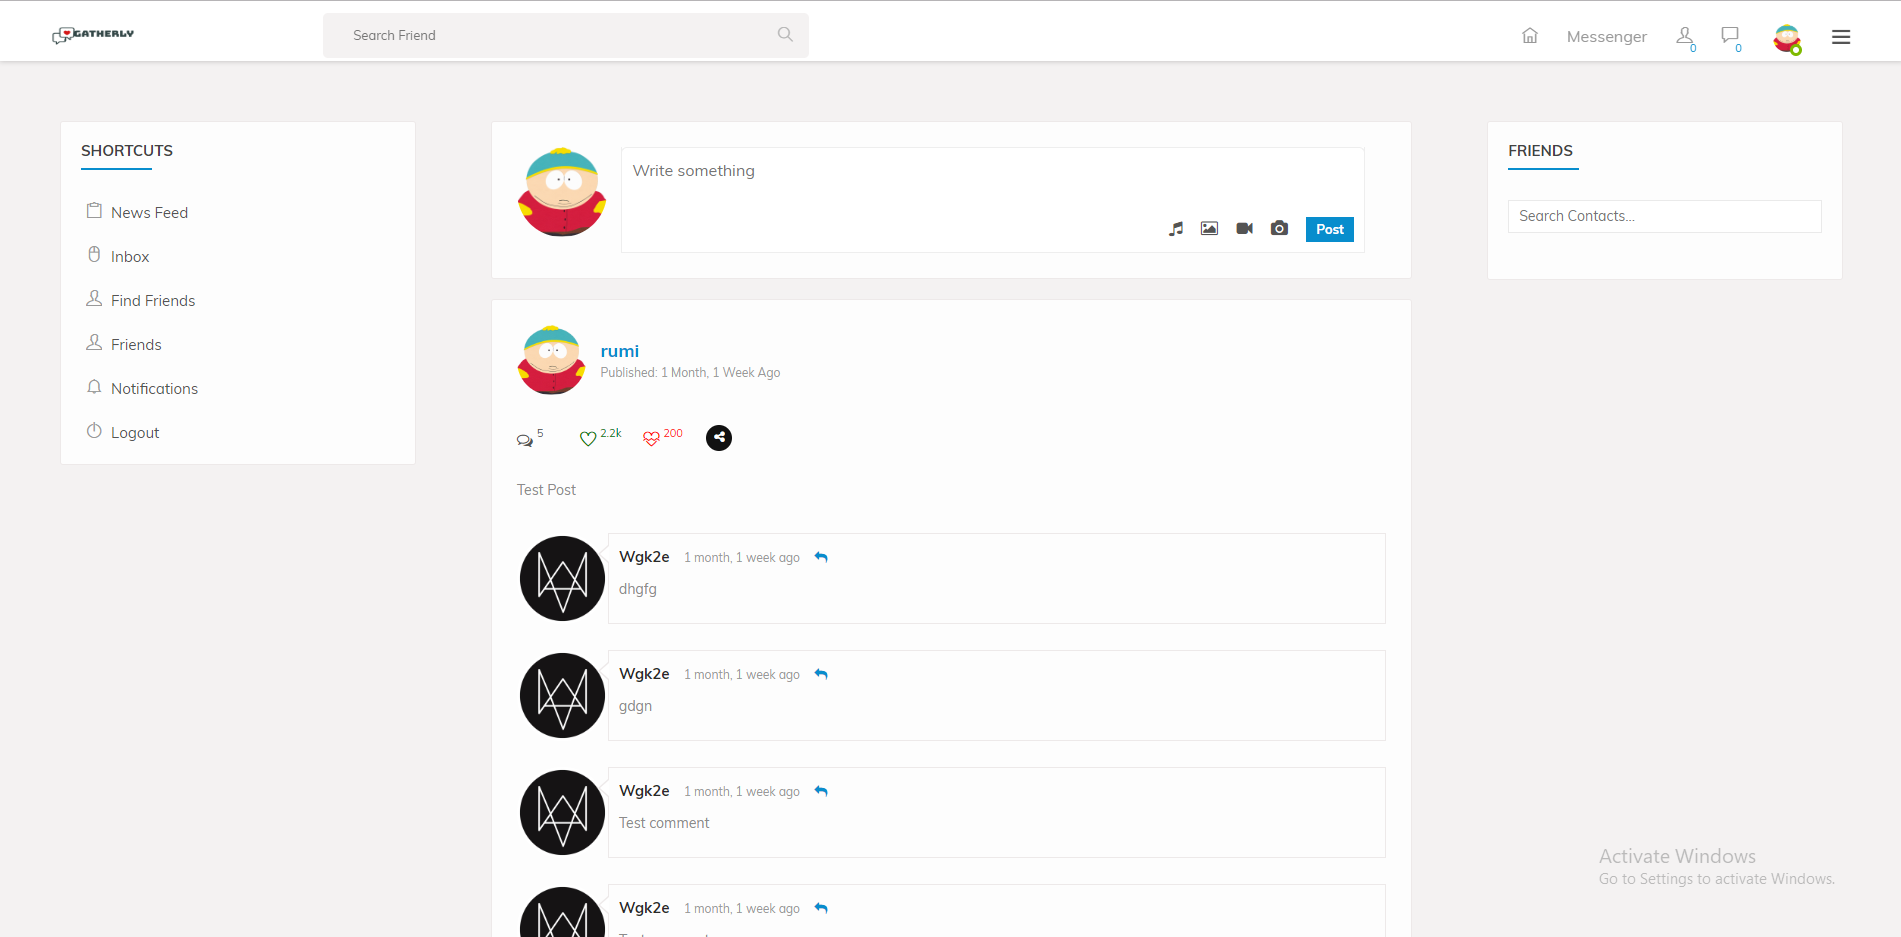 GATHERLY
Search Friend
Messenger
0
0
SHORTCUTS
News Feed
Inbox
Find Friends
Friends
Notifications
Logout
Write something
Post
rumi
Published: 1 Month, 1 Week Ago
5
2.2k
200
Test Post
Wgk2e 1 month, 1 week ago
dhgfg
Wgk2e 1 month, 1 week ago
gdgn
Wgk2e 1 month, 1 week ago
Test comment
Wgk2e 1 month, 1 week ago
FRIENDS
Search Contacts...
Activate Windows
Go to Settings to activate Windows.